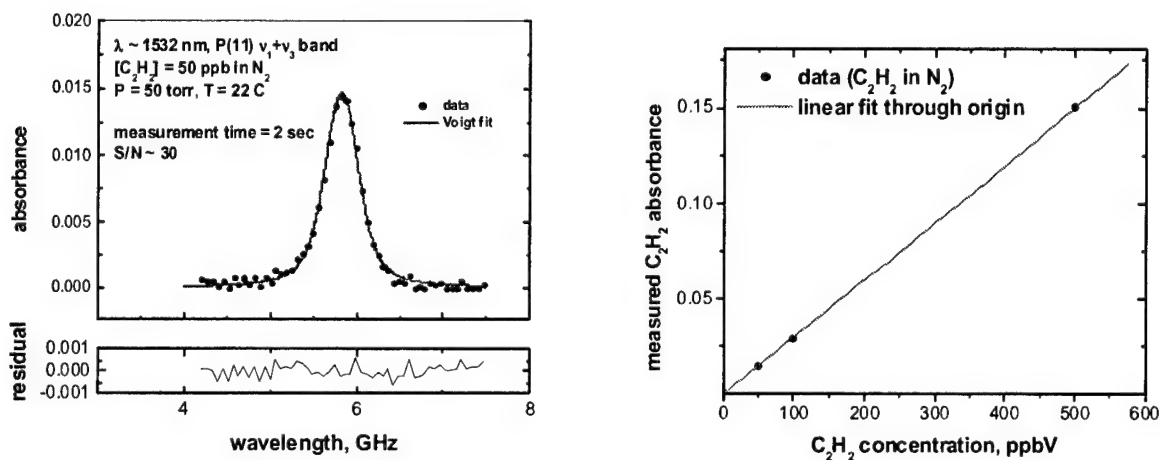 0.020
0.015
0.010
0.005
0.000
absorbance
λ ~ 1532 nm, P(11) ν₁+ν₃ band
[C₂H₂] = 50 ppb in N₂
P = 50 torr, T = 22 C
measurement time = 2 sec
S/N ~ 30
data
Voigt fit
0.001
0.000
-0.001
residual
4 6 8
wavelength, GHz
0.15
0.10
0.05
measured C₂H₂ absorbance
data (C₂H₂ in N₂)
linear fit through origin
0 100 200 300 400 500 600
C₂H₂ concentration, ppbV